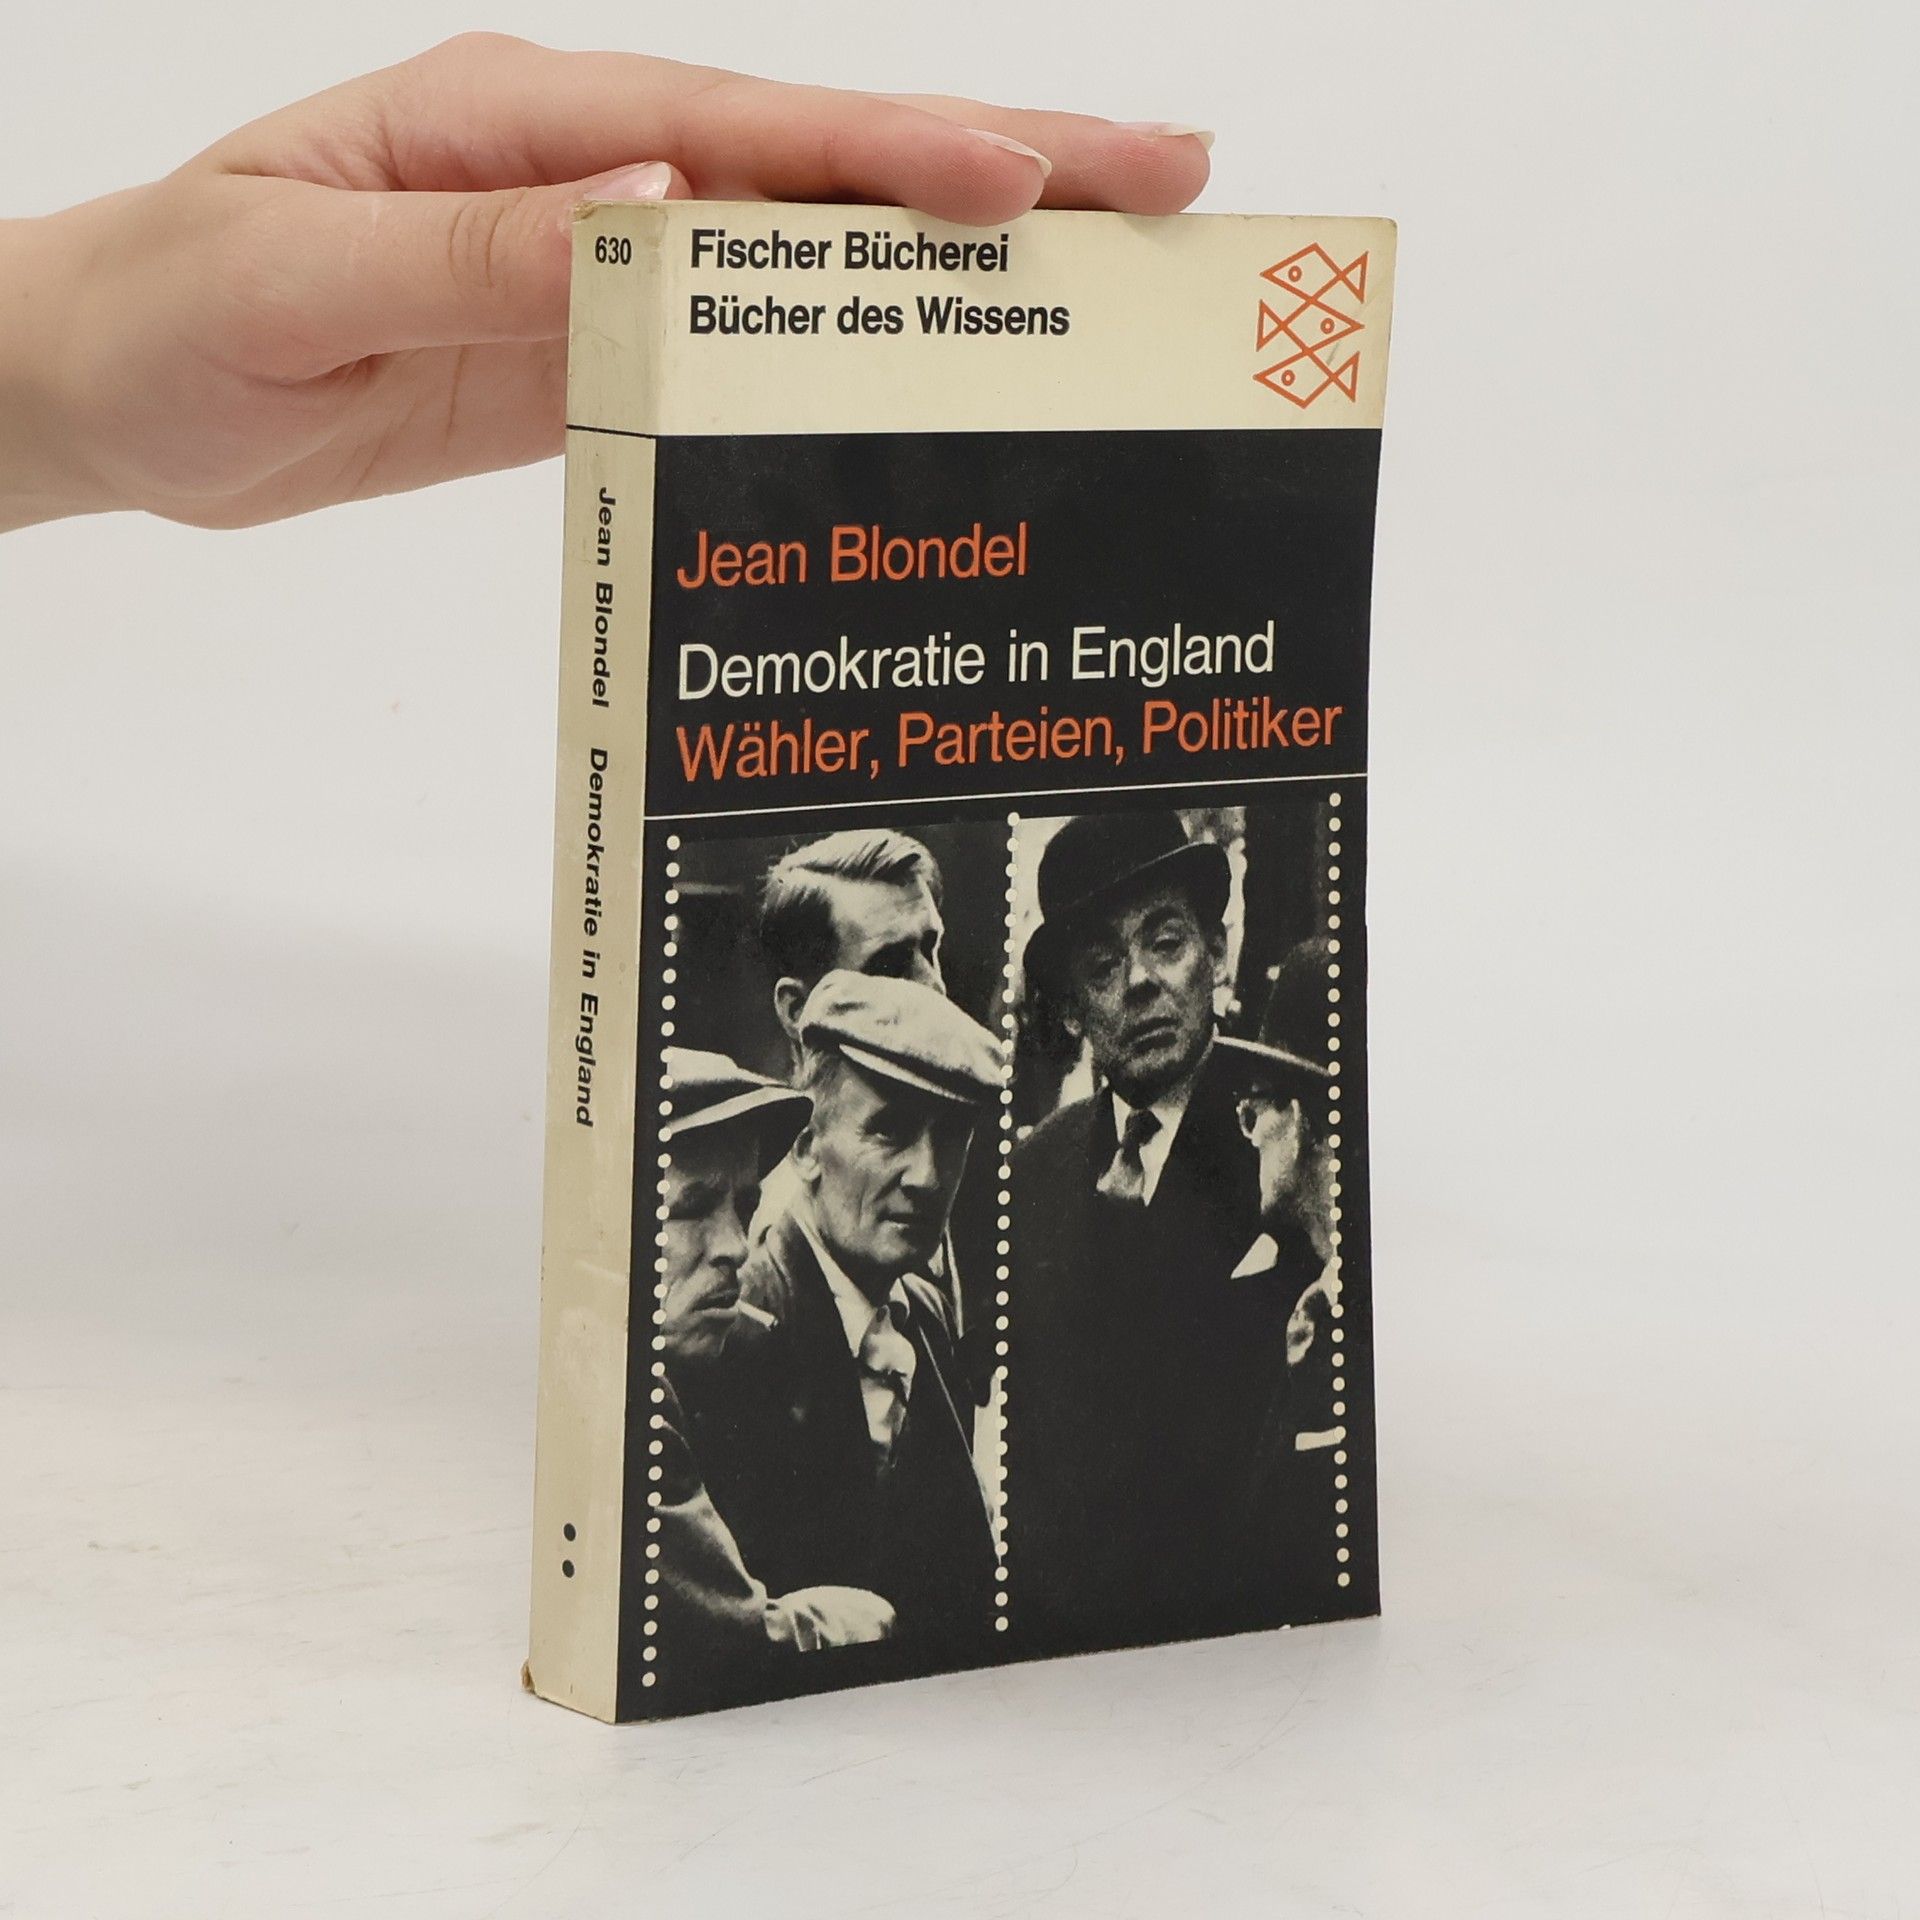 630
Fischer Bücherei
Bücher des Wissens
Jean Blondel
Demokratie in England
Wähler, Parteien, Politiker
Jean Blondel Demokratie in England